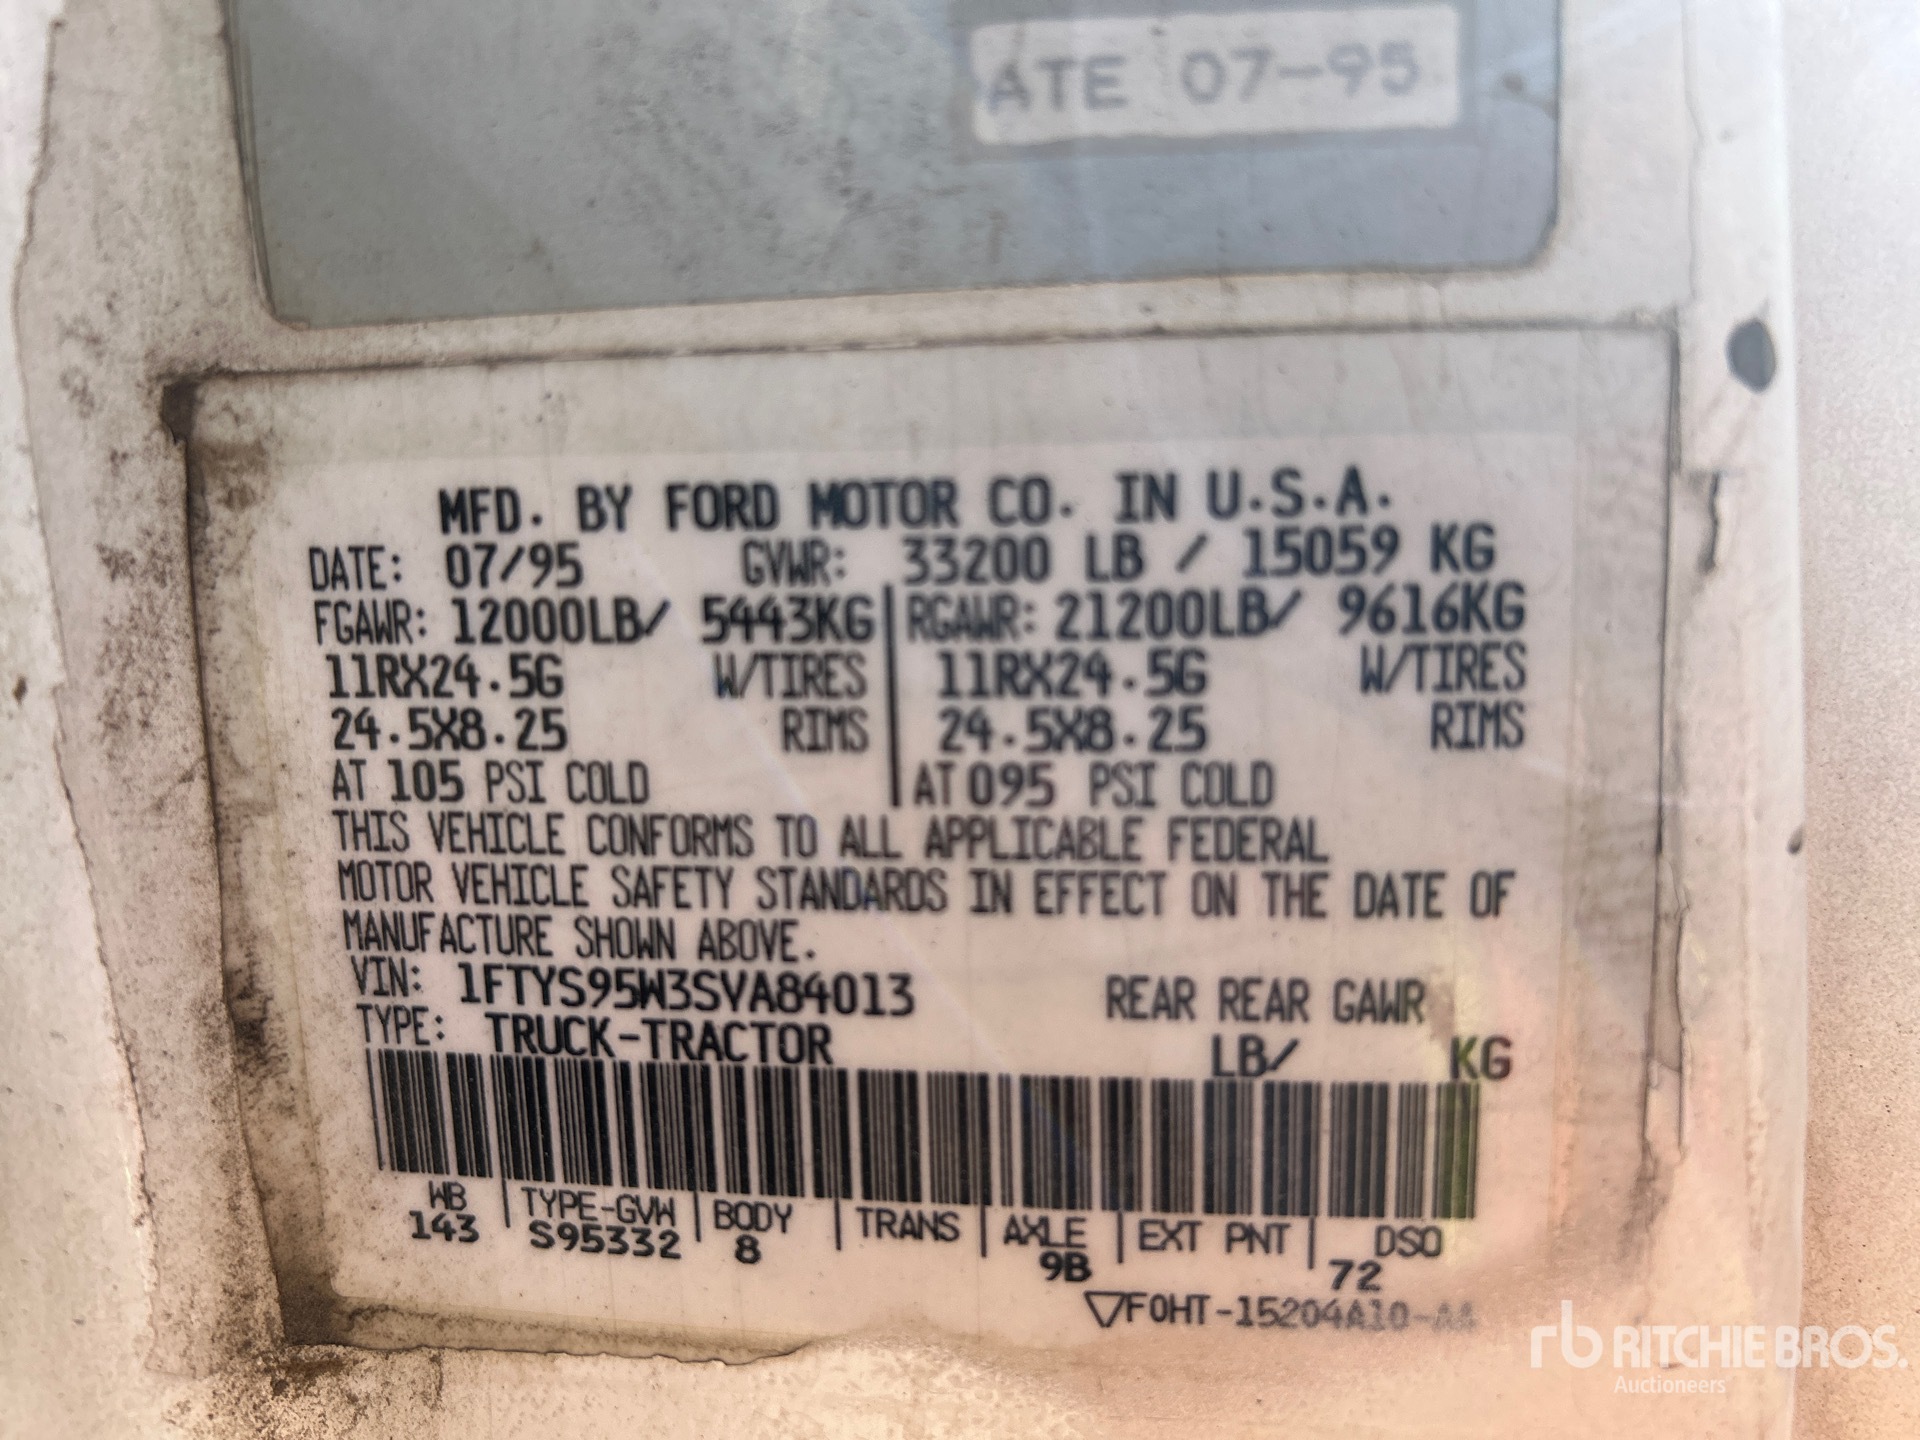 ATE 07-95
MFD. BY FORD MOTOR CO. IN U.S.A.
DATE: 07/95 GVWR: 33200 LB / 15059 KG
FGAWR: 12000LB/ 5443KG RGAWR: 21200LB/ 9616KG
11RX24.5G W/TIRES 11RX24.5G W/TIRES
24.5X8.25 RIMS 24.5X8.25 RIMS
AT 105 PSI COLD AT 095 PSI COLD
THIS VEHICLE CONFORMS TO ALL APPLICABLE FEDERAL
MOTOR VEHICLE SAFETY STANDARDS IN EFFECT ON THE DATE OF
MANUFACTURE SHOWN ABOVE.
VIN: 1FTYS95W3SVA84013 REAR REAR GAWR
TYPE: TRUCK-TRACTOR LB/ KG
WB TYPE-GVW BODY TRANS AXLE EXT PNT DSO
143 S95332 8 9B 72
F0HT-15204A10-AA
rb RITCHIE BROS.
Auctioneers